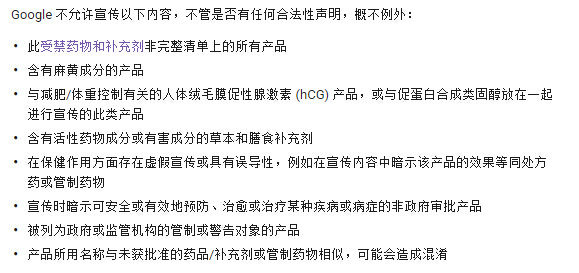 Google 不允许宣传以下内容，不管是否有任何合法性声明，概不例外：
• 此受禁药物和补充剂非完整清单上的所有产品
• 含有麻黄成分的产品
• 与减肥/体重控制有关的人体绒毛膜促性腺激素 (hCG) 产品，或与促蛋白合成类固醇放在一起
进行宣传的此类产品
• 含有活性药物成分或有害成分的草本和膳食补充剂
• 在保健作用方面存在虚假宣传或具有误导性，例如在宣传内容中暗示该产品的效果等同处方
药或管制药物
• 宣传时暗示可安全或有效地预防、治愈或治疗某种疾病或病症的非政府审批产品
• 被列为政府或监管机构的管制或警告对象的产品
• 产品所用名称与未获批准的药品/补充剂或管制药物相似，可能会造成混淆